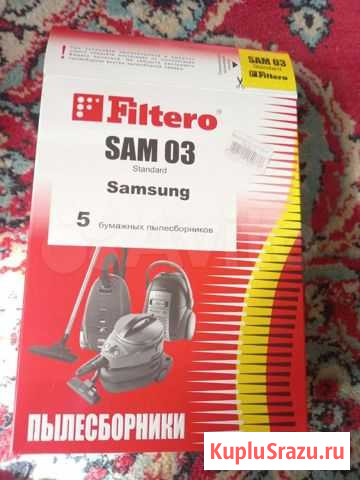 SAM 03
Standard
Filtero
Filtero
SAM 03
Standard
Samsung
5 бумажных пылесборников
ПЫЛЕСБОРНИКИ
KupluSrazu.ru